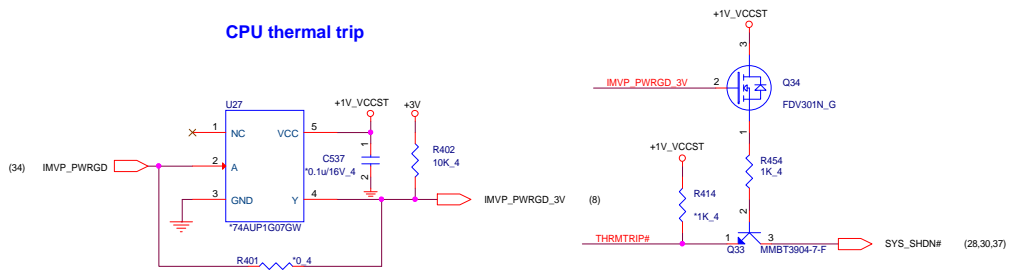 CPU thermal trip
+1V_VCCST
3
IMVP_PWRGD_3V
2
Q34
FDV301N_G
1
U27
+1V_VCCST
+3V
1
NC
VCC
5
1
C537
*0.1u/16V_4
2
R402
10K_4
(34)
IMVP_PWRGD
2
A
3
GND
Y
4
IMVP_PWRGD_3V
(8)
*74AUP1G07GW
R401
*0_4
+1V_VCCST
R454
1K_4
R414
*1K_4
2
THRMTRIP#
1
3
Q33
MMBT3904-7-F
SYS_SHDN#
(28,30,37)